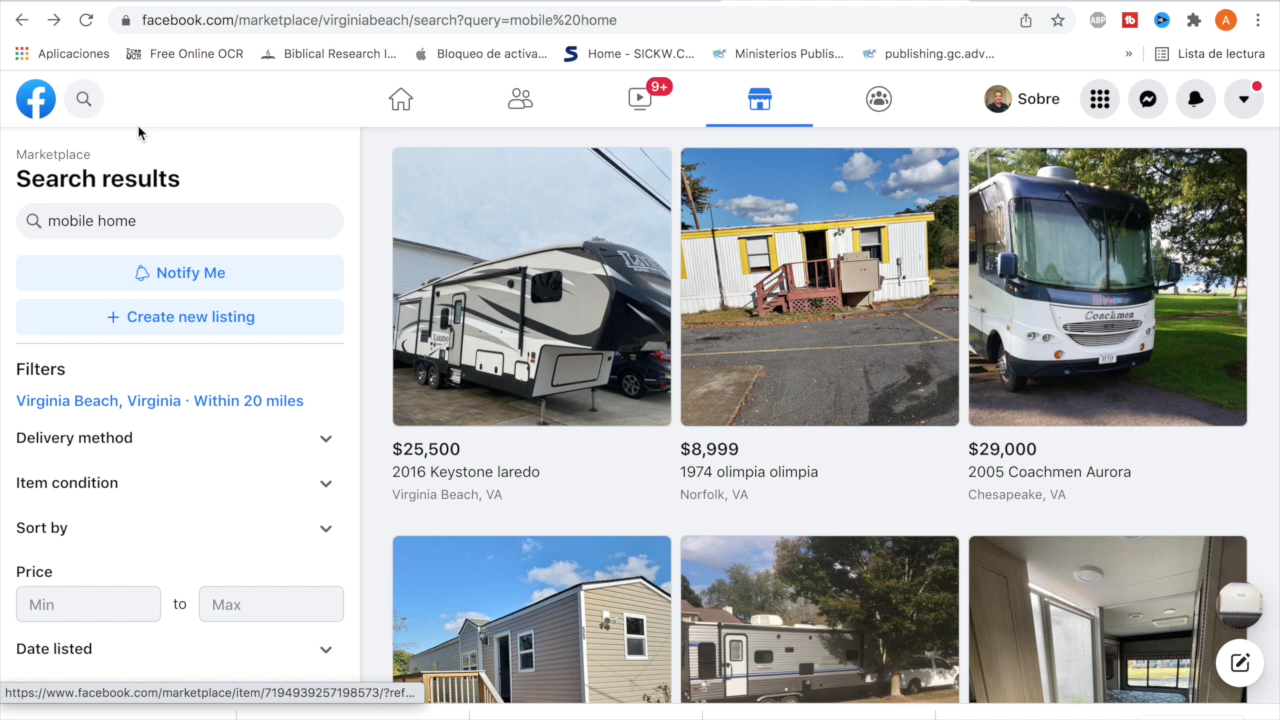 facebook.com/marketplace/virginiabeach/search?query=mobile%20home
ABP
A
Aplicaciones
Free Online OCR
Biblical Research I...
Bloqueo de activa...
Home - SICKW.C...
Ministerios Publis...
publishing.gc.adv...
»
Lista de lectura
9+
Sobre
Marketplace
Search results
mobile home
Notify Me
+ Create new listing
Filters
Virginia Beach, Virginia · Within 20 miles
Delivery method
Item condition
Sort by
Price
Min
to
Max
Date listed
https://www.facebook.com/marketplace/item/7194939257198573/?ref...
Coachmen
$25,500
2016 Keystone laredo
Virginia Beach, VA
$8,999
1974 olimpia olimpia
Norfolk, VA
$29,000
2005 Coachmen Aurora
Chesapeake, VA